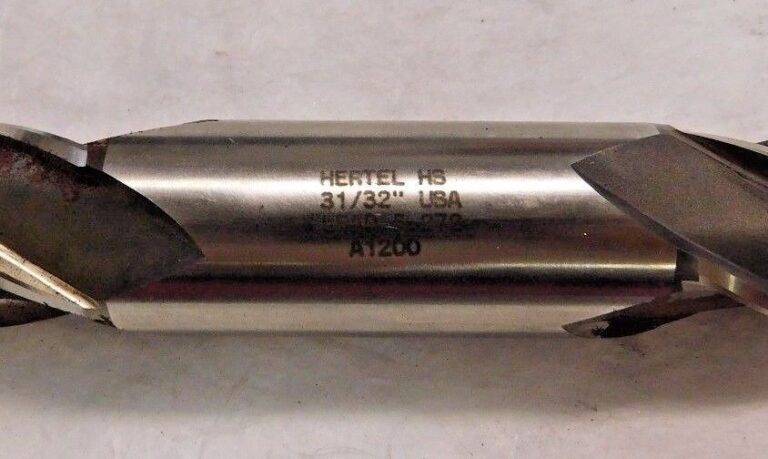 HERTEL HS
31/32" USA
A1200